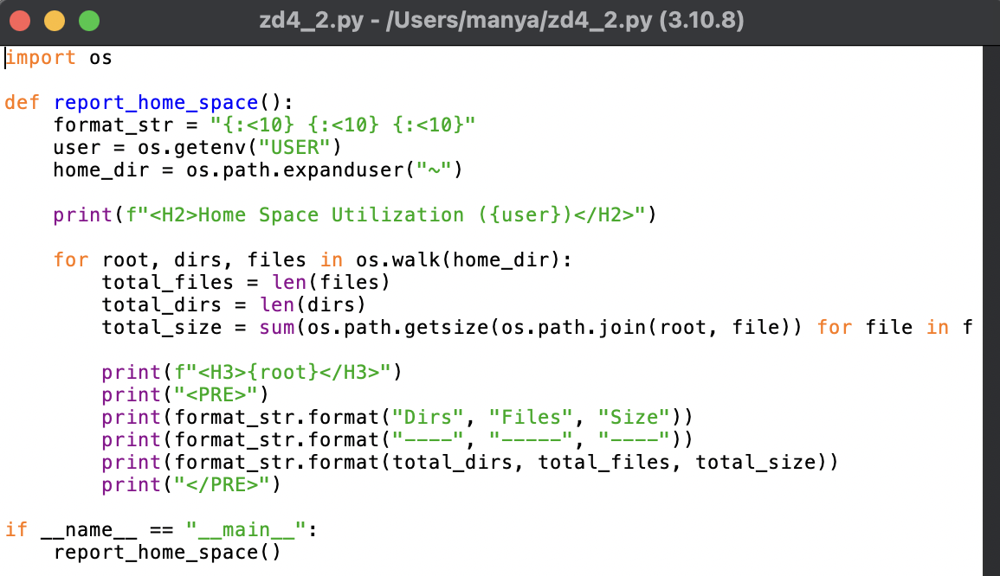 zd4_2.py - /Users/manya/zd4_2.py (3.10.8)
import os

def report_home_space():
    format_str = "{:<10} {:<10} {:<10}"
    user = os.getenv("USER")
    home_dir = os.path.expanduser("~")

    print(f"<H2>Home Space Utilization ({user})</H2>")

    for root, dirs, files in os.walk(home_dir):
        total_files = len(files)
        total_dirs = len(dirs)
        total_size = sum(os.path.getsize(os.path.join(root, file)) for file in f

        print(f"<H3>{root}</H3>")
        print("<PRE>")
        print(format_str.format("Dirs", "Files", "Size"))
        print(format_str.format("----", "-----", "----"))
        print(format_str.format(total_dirs, total_files, total_size))
        print("</PRE>")

if __name__ == "__main__":
    report_home_space()